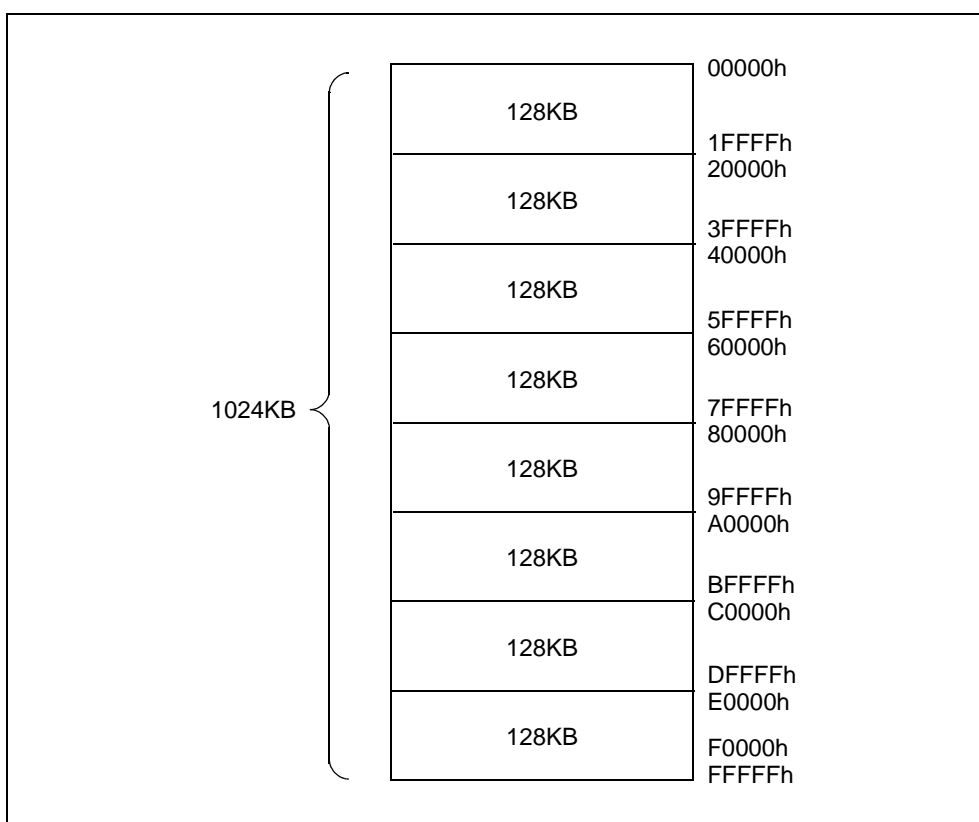 00000h
128KB
1FFFFh
20000h
128KB
3FFFFh
40000h
128KB
5FFFFh
60000h
128KB
1024KB
7FFFFh
80000h
128KB
9FFFFh
A0000h
128KB
BFFFFh
C0000h
128KB
DFFFFh
E0000h
128KB
F0000h
FFFFFh